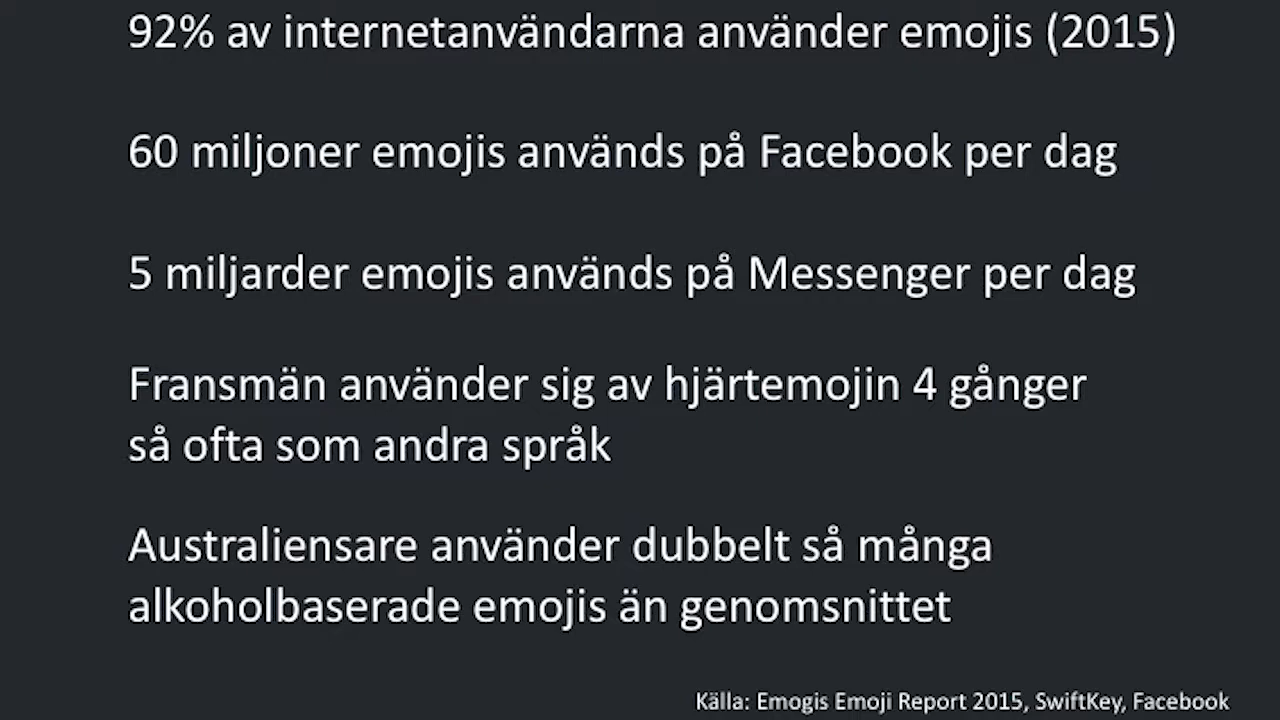 92% av internetanvändarna använder emojis (2015)
60 miljoner emojis används på Facebook per dag
5 miljarder emojis används på Messenger per dag
Fransmän använder sig av hjärtemojin 4 gånger
så ofta som andra språk
Australiensare använder dubbelt så många
alkoholbaserade emojis än genomsnittet
Källa: Emogis Emoji Report 2015, SwiftKey, Facebook